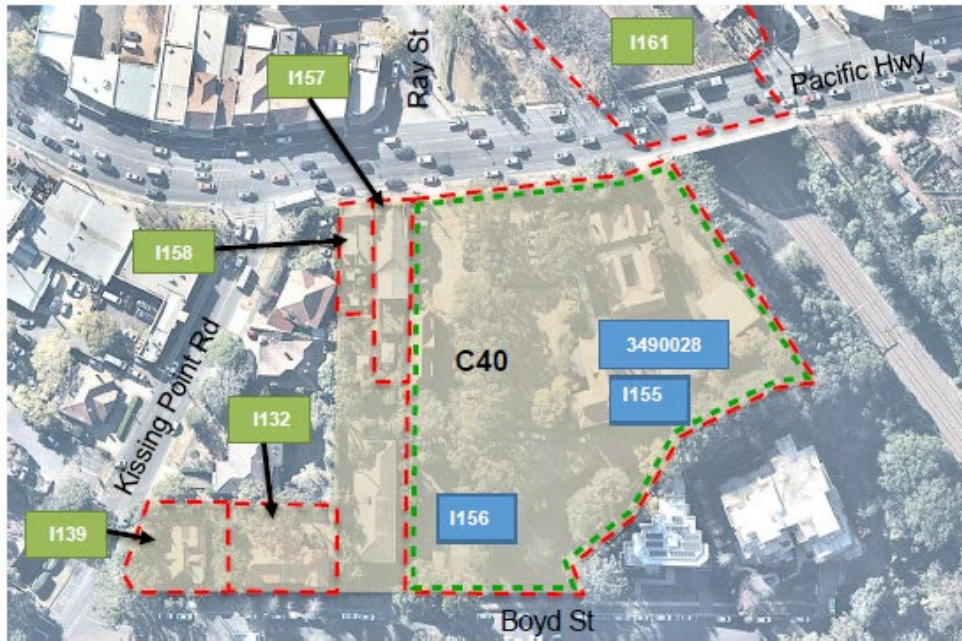 I161
Ray St
Pacific Hwy
I157
I158
3490028
C40
I155
Kissing Point Rd
I132
I156
I139
Boyd St